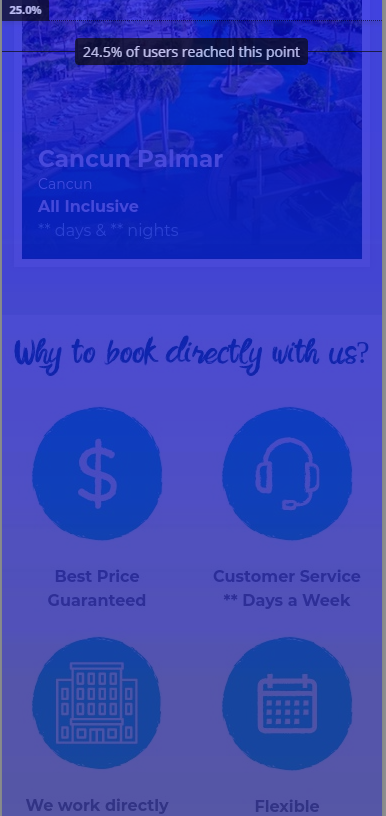 25.0%
24.5% of users reached this point
Cancun Palmar
Cancun
All Inclusive
** days & ** nights
Why to book directly with us?
$
Best Price
Guaranteed
Customer Service
** Days a Week
We work directly
Flexible